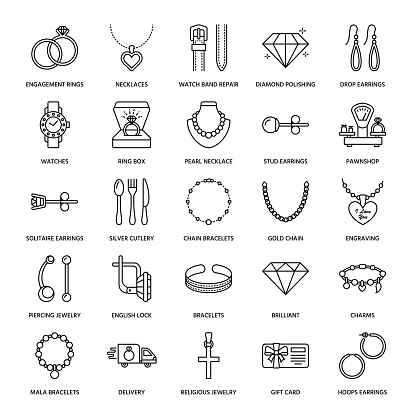 ENGAGEMENT RINGS
NECKLACES
WATCH BAND REPAIR
DIAMOND POLISHING
DROP EARRINGS
WATCHES
RING BOX
PEARL NECKLACE
STUD EARRINGS
PAWNSHOP
I Love
You
SOLITAIRE EARRINGS
SILVER CUTLERY
CHAIN BRACELETS
GOLD CHAIN
ENGRAVING
PIERCING JEWELRY
ENGLISH LOCK
BRACELETS
BRILLIANT
CHARMS
MALA BRACELETS
DELIVERY
RELIGIOUS JEWELRY
GIFT CARD
HOOPS EARRINGS